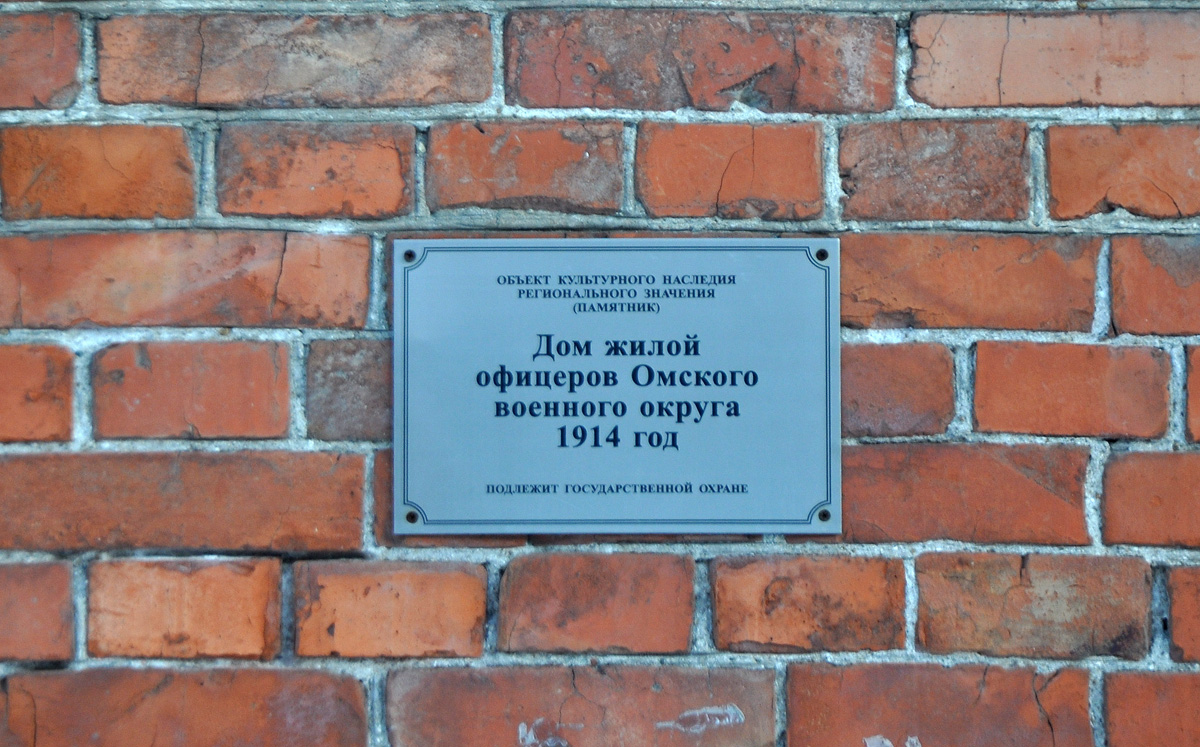 ОБЪЕКТ КУЛЬТУРНОГО НАСЛЕДИЯ
РЕГИОНАЛЬНОГО ЗНАЧЕНИЯ
(ПАМЯТНИК)
Дом жилой
офицеров Омского
военного округа
1914 год
ПОДЛЕЖИТ ГОСУДАРСТВЕННОЙ ОХРАНЕ